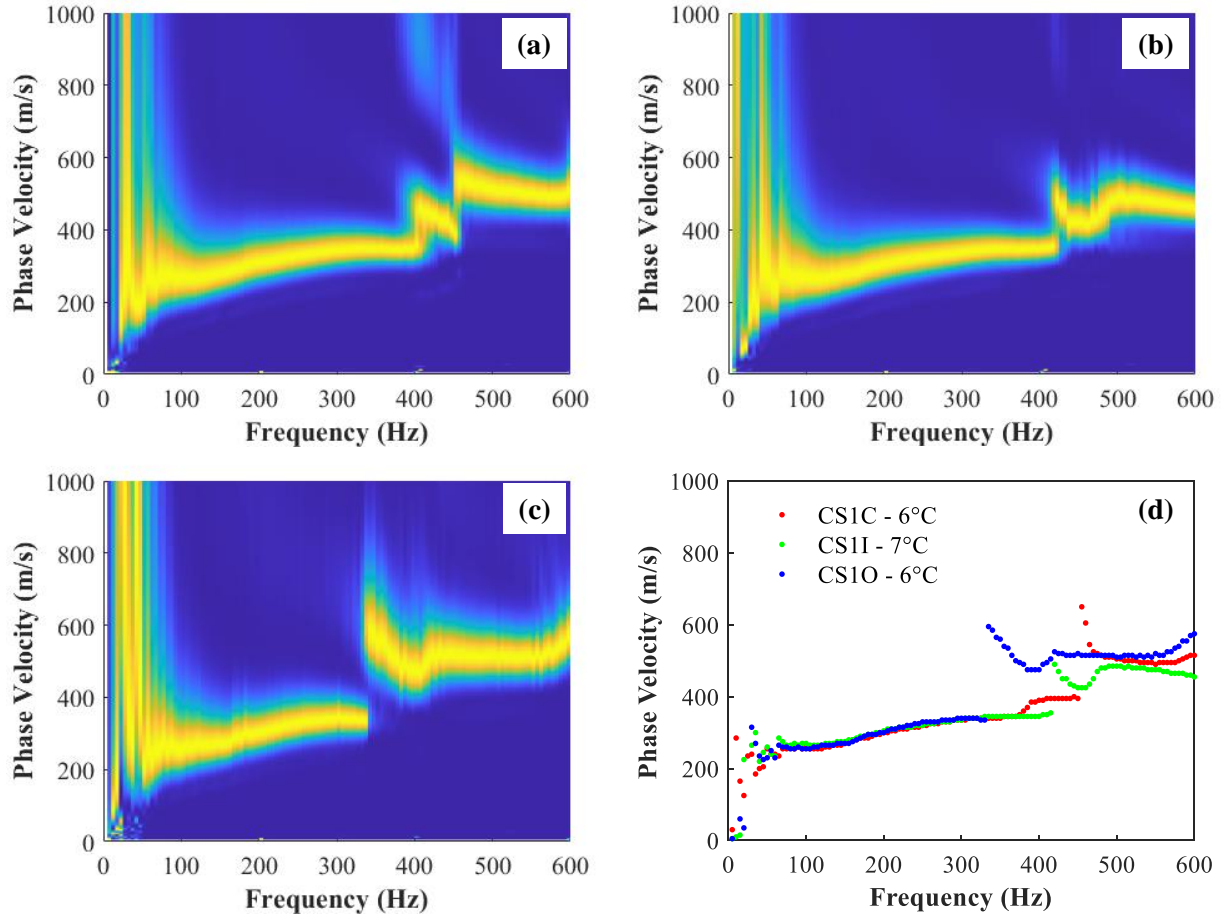 1000
800
600
400
200
0
Phase Velocity (m/s)
(a)
0 100 200 300 400 500 600
Frequency (Hz)
1000
800
600
400
200
0
Phase Velocity (m/s)
(b)
0 100 200 300 400 500 600
Frequency (Hz)
1000
800
600
400
200
0
Phase Velocity (m/s)
(c)
0 100 200 300 400 500 600
Frequency (Hz)
1000
800
600
400
200
0
Phase Velocity (m/s)
(d)
CS1C - 6°C
CS1I - 7°C
CS1O - 6°C
0 100 200 300 400 500 600
Frequency (Hz)